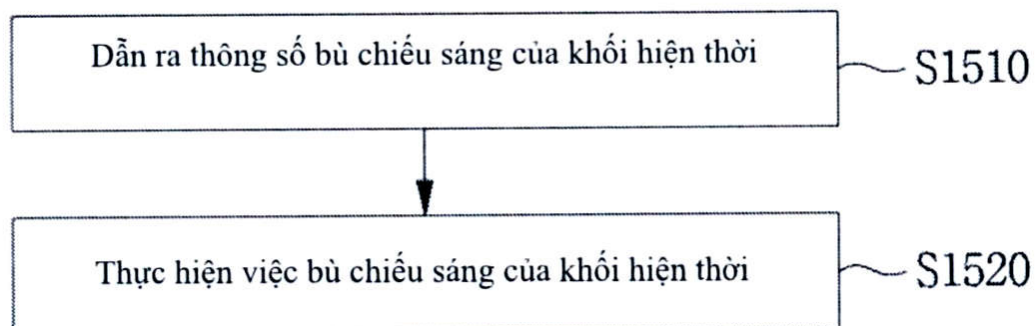 Dẫn ra thông số bù chiếu sáng của khối hiện thời
S1510
Thực hiện việc bù chiếu sáng của khối hiện thời
S1520